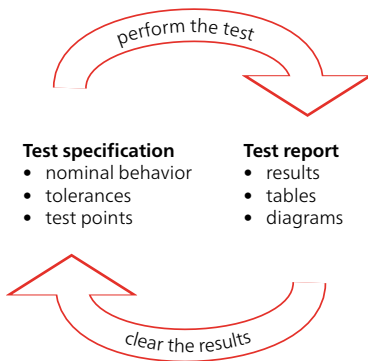 perform the test
Test specification
• nominal behavior
• tolerances
• test points
Test report
• results
• tables
• diagrams
clear the results